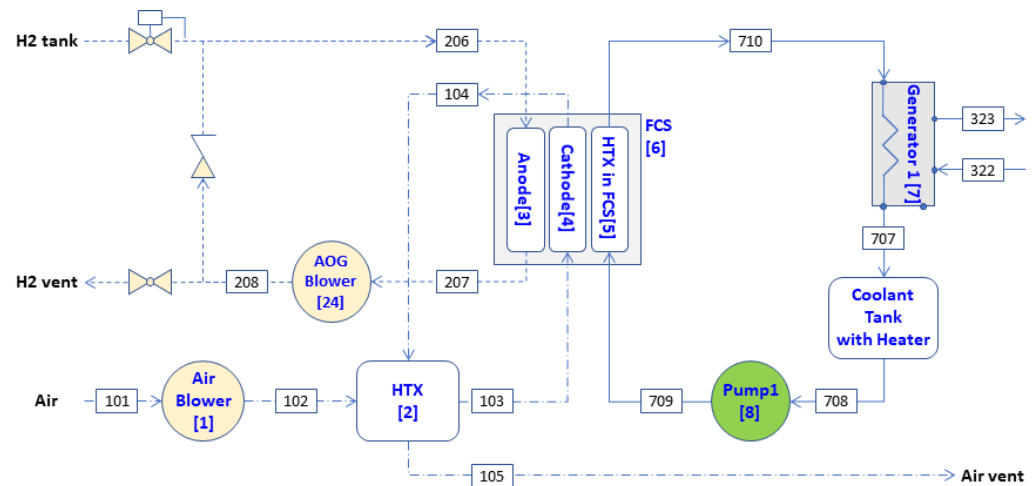 H2 tank
206
710
104
FCS
[6]
Anode[3]
Cathode[4]
HTX in FCS[5]
Generator 1 [7]
323
322
707
H2 vent
208
AOG
Blower
[24]
207
Coolant
Tank
with Heater
Air
101
Air
Blower
[1]
102
HTX
[2]
103
709
Pump1
[8]
708
105
Air vent